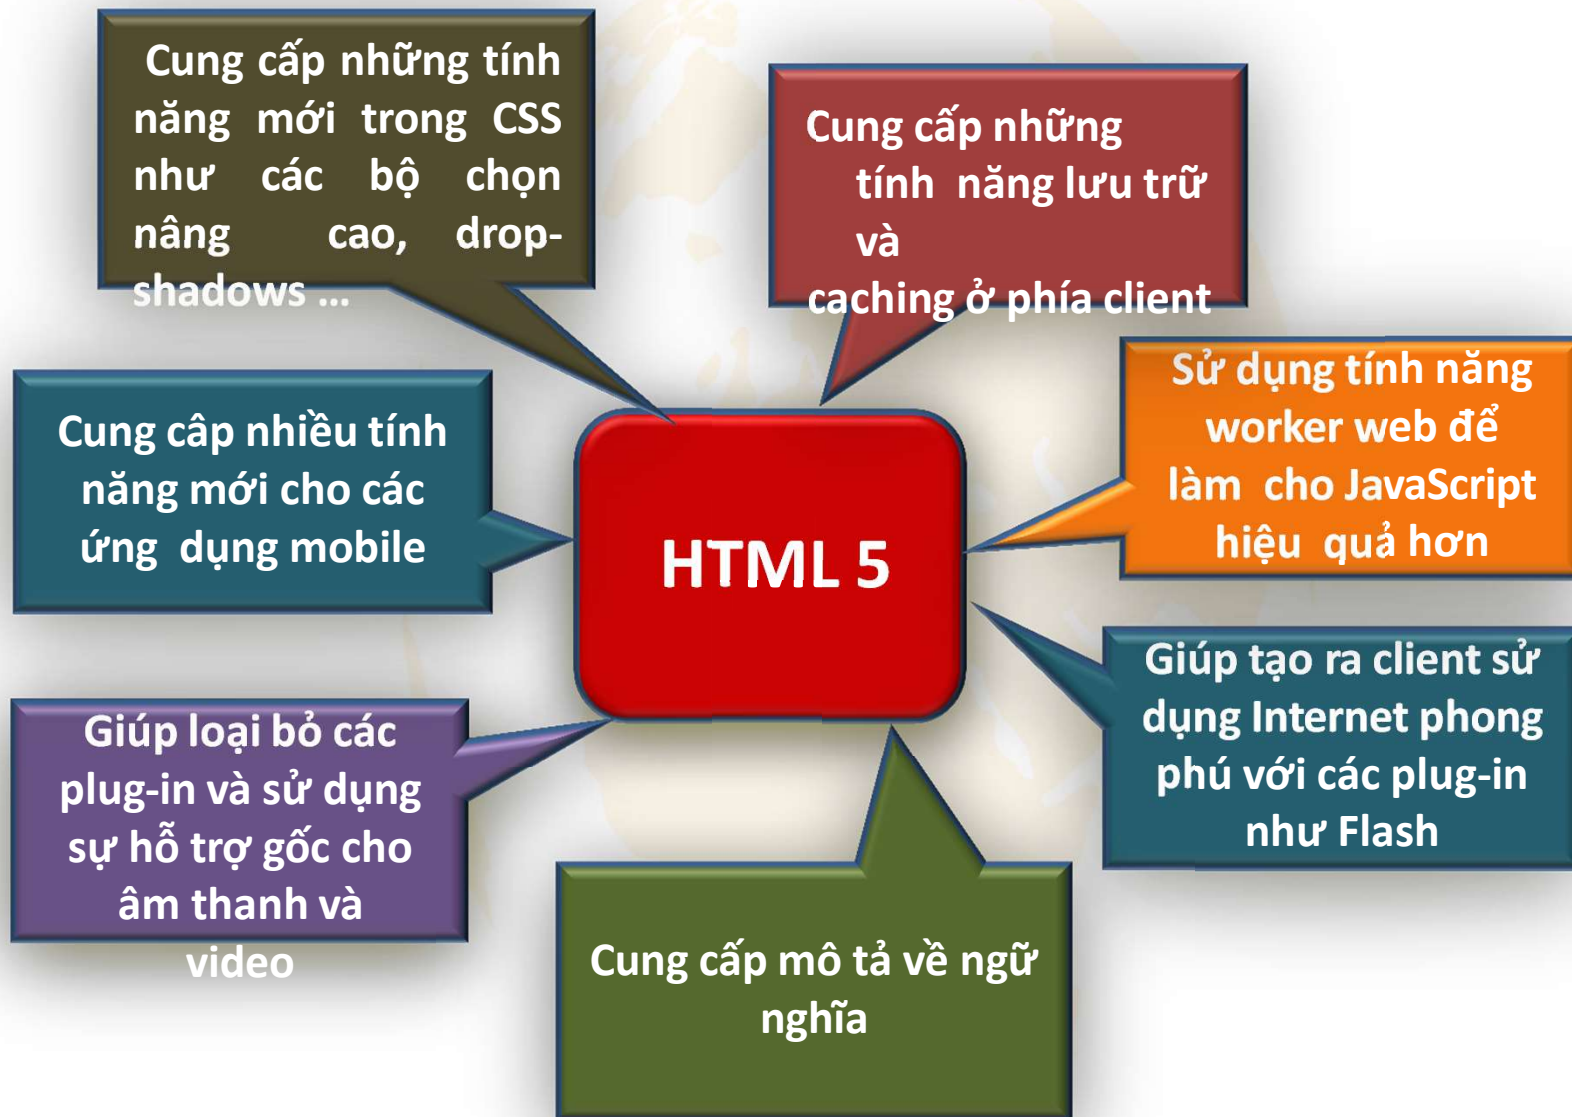 Cung cấp những tính
năng mới trong CSS
như các bộ chọn
nâng cao, drop-
shadows ...
Cung cấp những
tính năng lưu trữ
và
caching ở phía client
Sử dụng tính năng
worker web để
làm cho JavaScript
hiệu quả hơn
Cung câp nhiều tính
năng mới cho các
ứng dụng mobile
HTML 5
Giúp tạo ra client sử
dụng Internet phong
phú với các plug-in
như Flash
Giúp loại bỏ các
plug-in và sử dụng
sự hỗ trợ gốc cho
âm thanh và
video
Cung cấp mô tả về ngữ
nghĩa